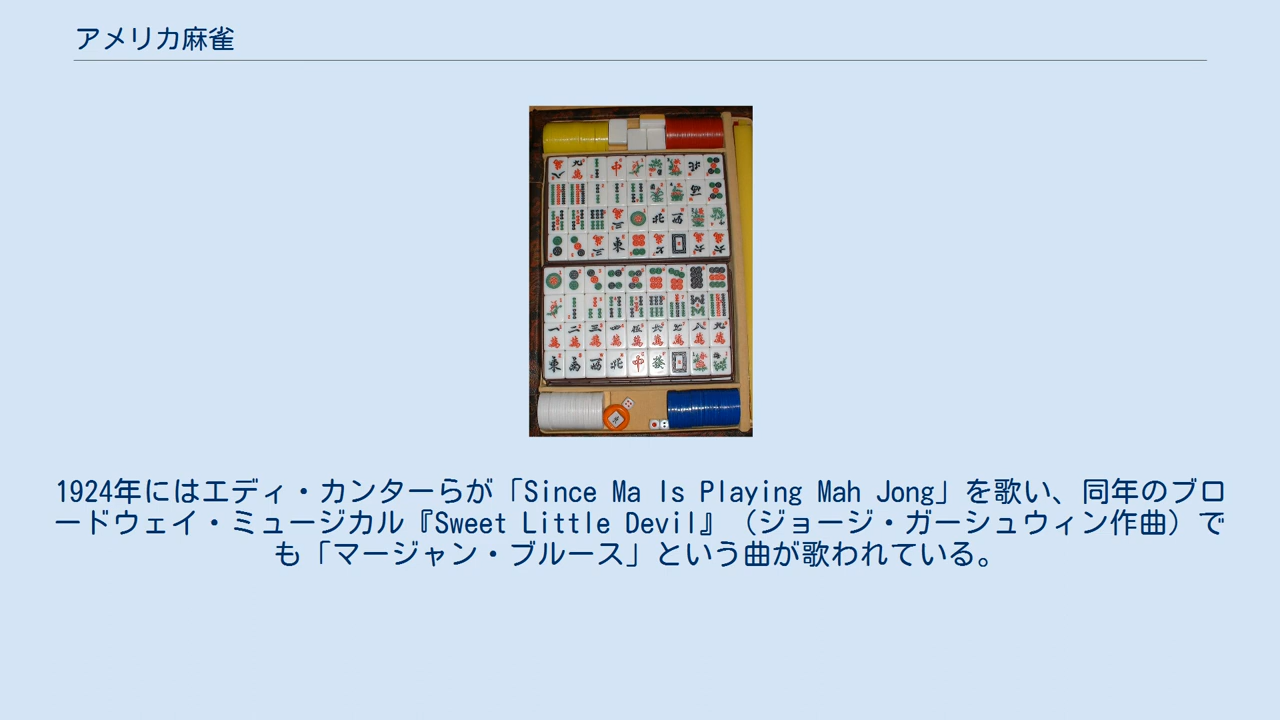 アメリカ麻雀
1924年にはエディ・カンターらが「Since Ma Is Playing Mah Jong」を歌い、同年のブロ
ードウェイ・ミュージカル『Sweet Little Devil』（ジョージ・ガーシュウィン作曲）で
も「マージャン・ブルース」という曲が歌われている。